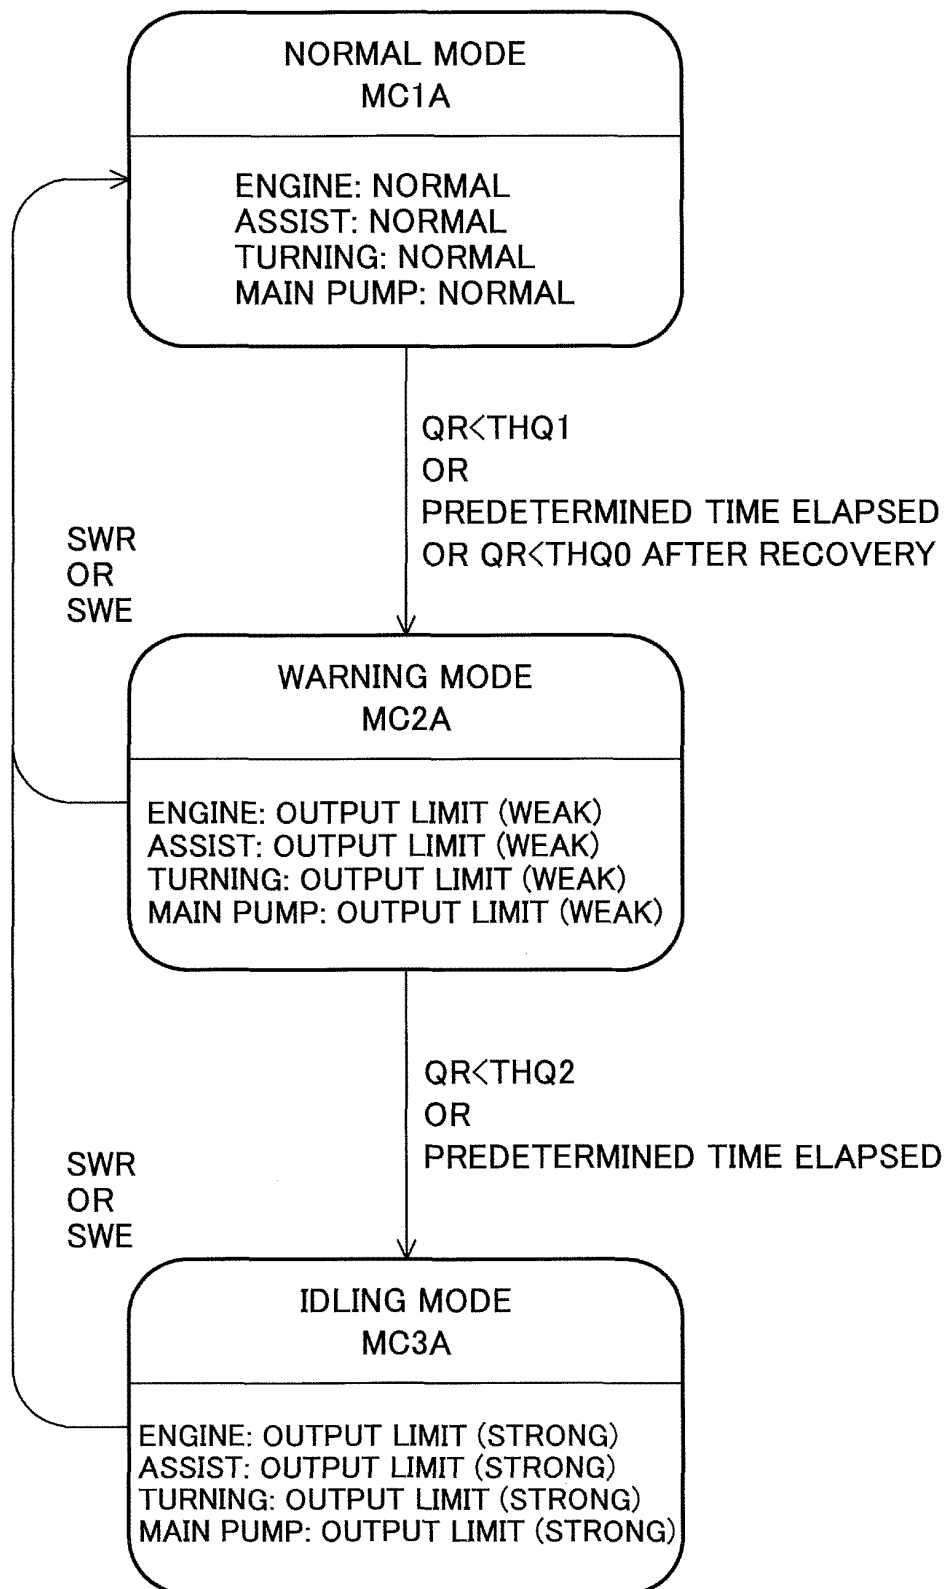 NORMAL MODE
MC1A
ENGINE: NORMAL
ASSIST: NORMAL
TURNING: NORMAL
MAIN PUMP: NORMAL
QR<THQ1
OR
PREDETERMINED TIME ELAPSED
OR QR<THQ0 AFTER RECOVERY
SWR
OR
SWE
WARNING MODE
MC2A
ENGINE: OUTPUT LIMIT (WEAK)
ASSIST: OUTPUT LIMIT (WEAK)
TURNING: OUTPUT LIMIT (WEAK)
MAIN PUMP: OUTPUT LIMIT (WEAK)
QR<THQ2
OR
PREDETERMINED TIME ELAPSED
SWR
OR
SWE
IDLING MODE
MC3A
ENGINE: OUTPUT LIMIT (STRONG)
ASSIST: OUTPUT LIMIT (STRONG)
TURNING: OUTPUT LIMIT (STRONG)
MAIN PUMP: OUTPUT LIMIT (STRONG)